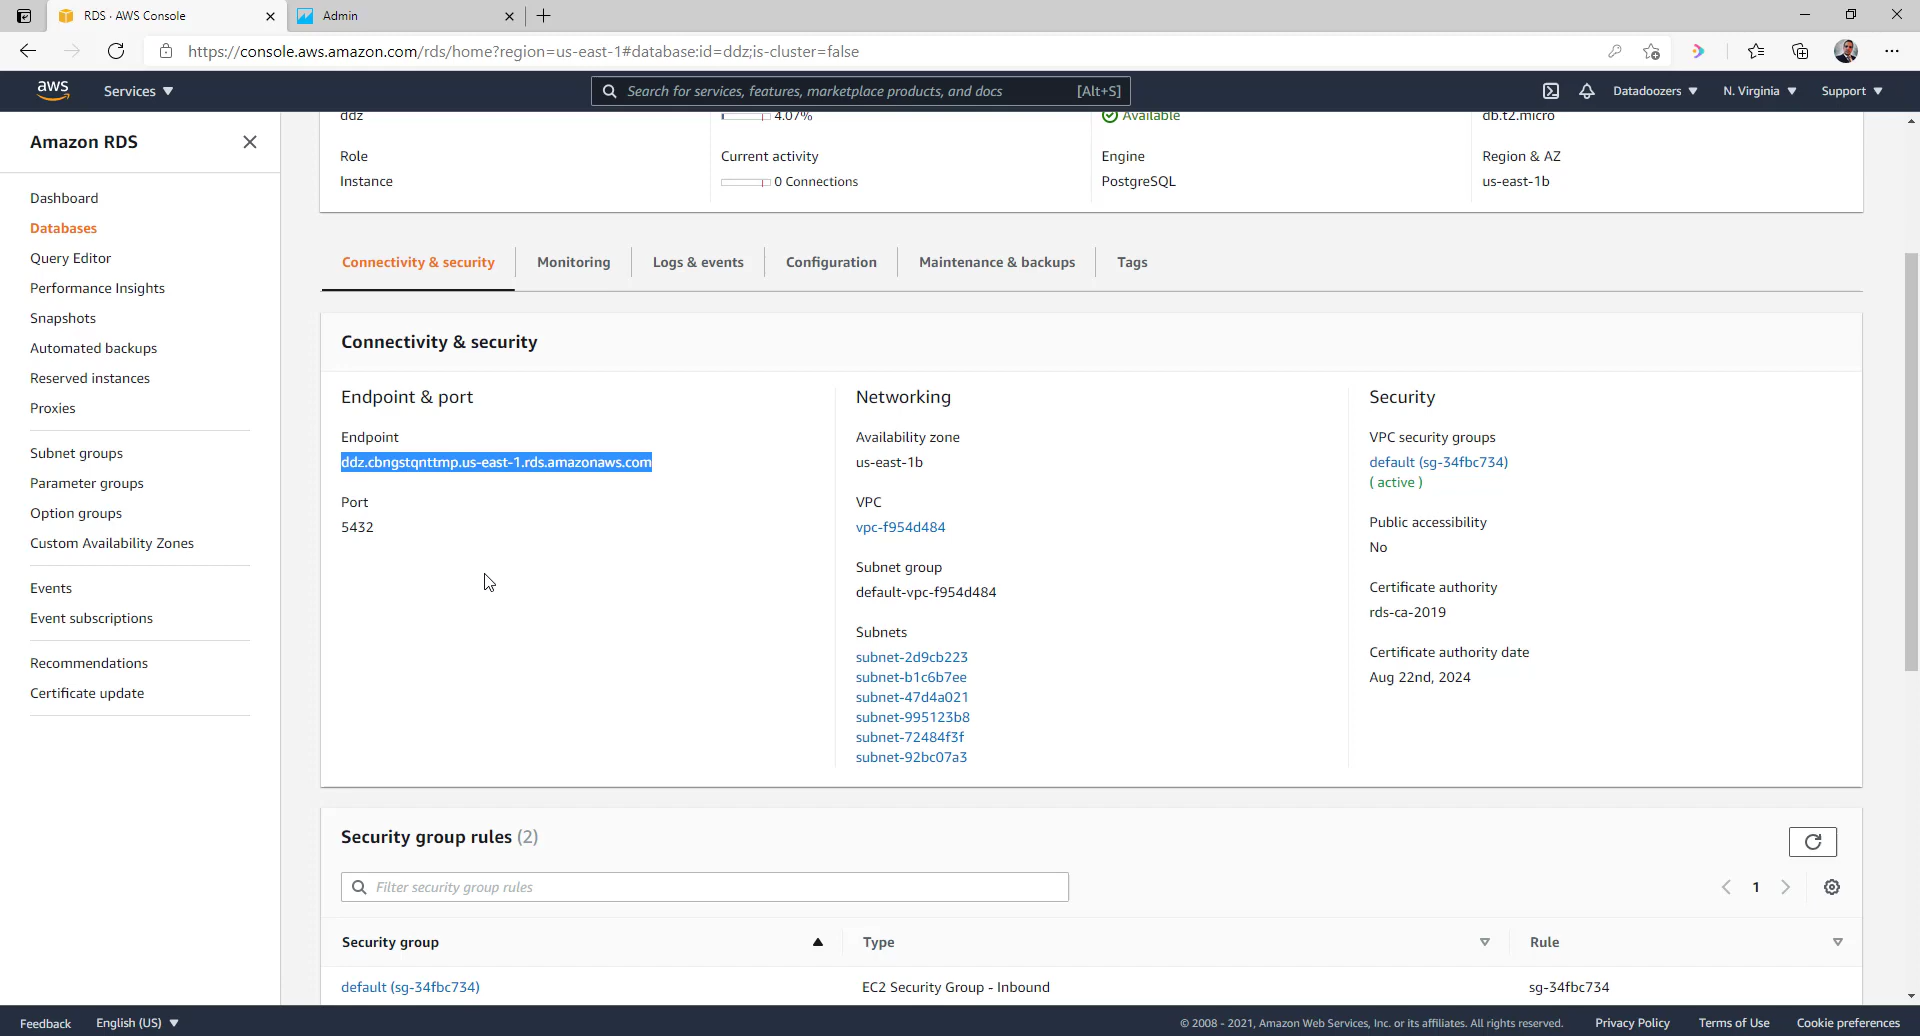 RDS · AWS Console
Admin
https://console.aws.amazon.com/rds/home?region=us-east-1#database:id=ddz;is-cluster=false
aws
Services
Search for services, features, marketplace products, and docs
[Alt+S]
Datadoozers
N. Virginia
Support
Amazon RDS
Dashboard
Databases
Query Editor
Performance Insights
Snapshots
Automated backups
Reserved instances
Proxies
Subnet groups
Parameter groups
Option groups
Custom Availability Zones
Events
Event subscriptions
Recommendations
Certificate update
ddz
4.07%
Available
db.t2.micro
Role
Instance
Current activity
0 Connections
Engine
PostgreSQL
Region & AZ
us-east-1b
Connectivity & security
Monitoring
Logs & events
Configuration
Maintenance & backups
Tags
Connectivity & security
Endpoint & port
Endpoint
ddz.cbngstqnttmp.us-east-1.rds.amazonaws.com
Port
5432
Networking
Availability zone
us-east-1b
VPC
vpc-f954d484
Subnet group
default-vpc-f954d484
Subnets
subnet-2d9cb223
subnet-b1c6b7ee
subnet-47d4a021
subnet-995123b8
subnet-72484f3f
subnet-92bc07a3
Security
VPC security groups
default (sg-34fbc734)
( active )
Public accessibility
No
Certificate authority
rds-ca-2019
Certificate authority date
Aug 22nd, 2024
Security group rules (2)
Filter security group rules
1
Security group
Type
Rule
default (sg-34fbc734)
EC2 Security Group - Inbound
sg-34fbc734
Feedback
English (US)
© 2008 - 2021, Amazon Web Services, Inc. or its affiliates. All rights reserved.
Privacy Policy
Terms of Use
Cookie preferences